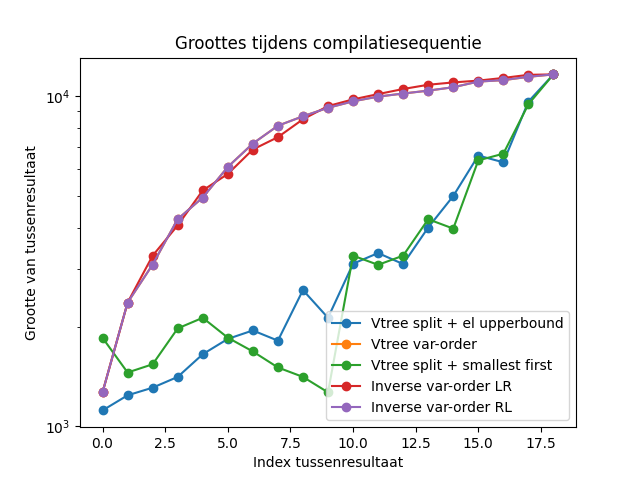 Groottes tijdens compilatiesequentie
Grootte van tussenresultaat
10⁴
10³
0.0 2.5 5.0 7.5 10.0 12.5 15.0 17.5
Index tussenresultaat
Vtree split + el upperbound
Vtree var-order
Vtree split + smallest first
Inverse var-order LR
Inverse var-order RL